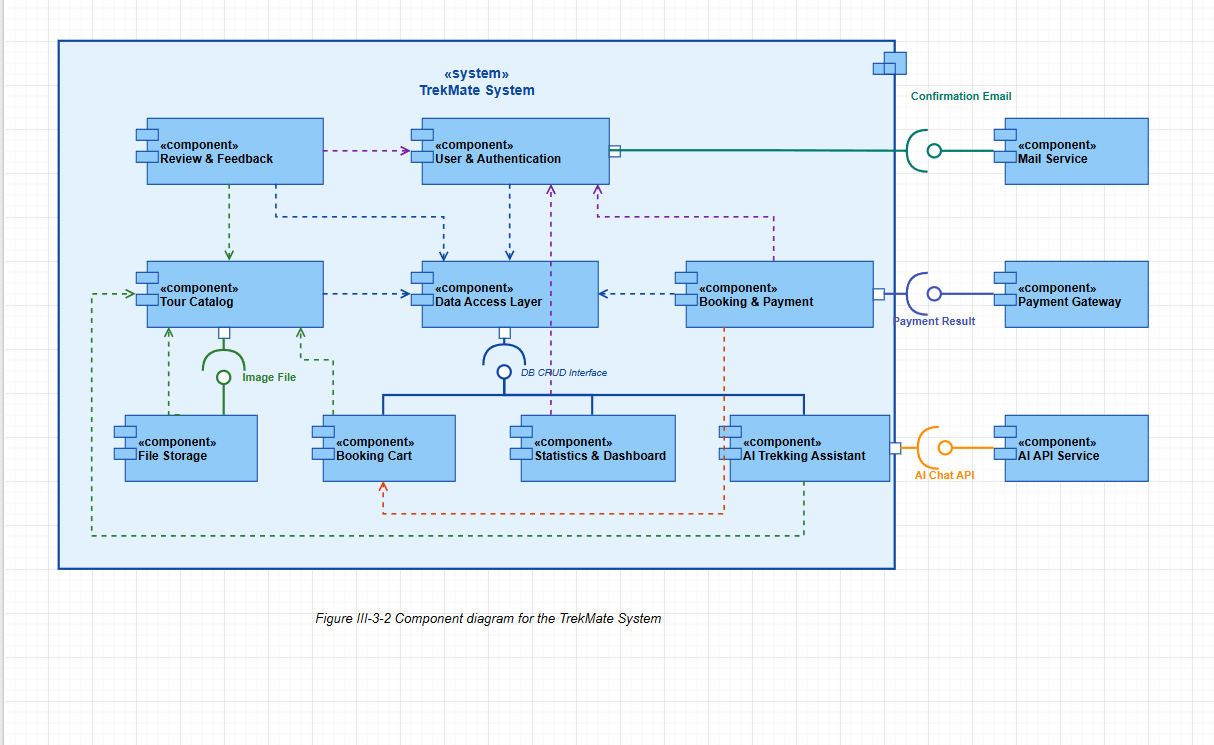 «system»
TrekMate System
Confirmation Email
«component»
Review & Feedback
«component»
User & Authentication
«component»
Mail Service
«component»
Tour Catalog
«component»
Data Access Layer
«component»
Booking & Payment
«component»
Payment Gateway
Payment Result
Image File
DB CRUD Interface
«component»
File Storage
«component»
Booking Cart
«component»
Statistics & Dashboard
«component»
AI Trekking Assistant
«component»
AI API Service
AI Chat API
Figure III-3-2 Component diagram for the TrekMate System